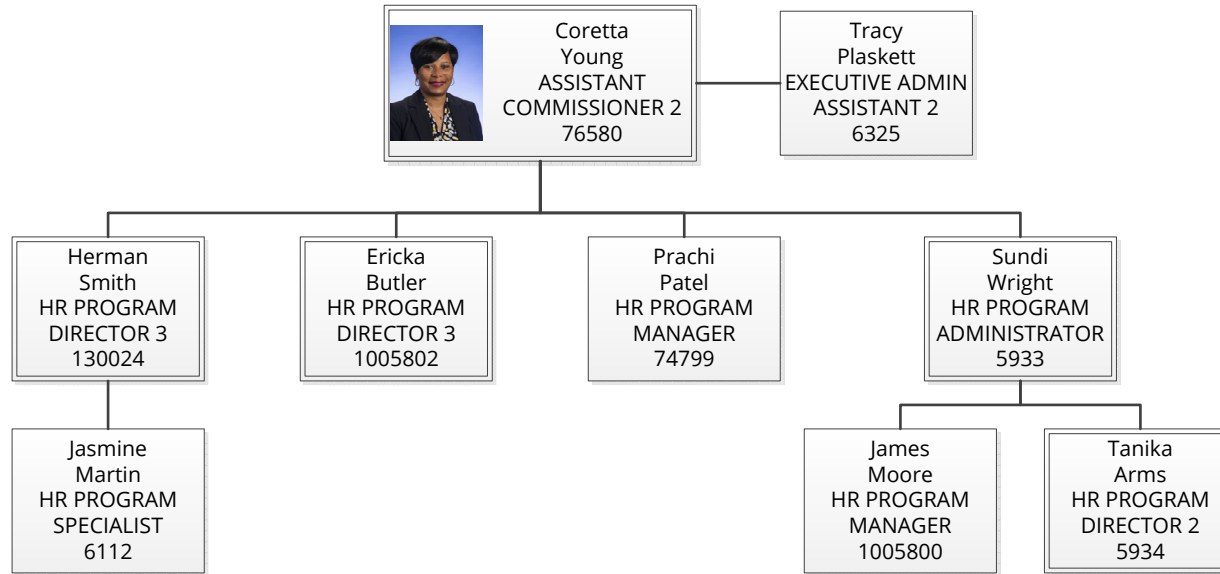 Coretta
Young
ASSISTANT
COMMISSIONER 2
76580
Tracy
Plaskett
EXECUTIVE ADMIN
ASSISTANT 2
6325
Herman
Smith
HR PROGRAM
DIRECTOR 3
130024
Ericka
Butler
HR PROGRAM
DIRECTOR 3
1005802
Prachi
Patel
HR PROGRAM
MANAGER
74799
Sundi
Wright
HR PROGRAM
ADMINISTRATOR
5933
Jasmine
Martin
HR PROGRAM
SPECIALIST
6112
James
Moore
HR PROGRAM
MANAGER
1005800
Tanika
Arms
HR PROGRAM
DIRECTOR 2
5934